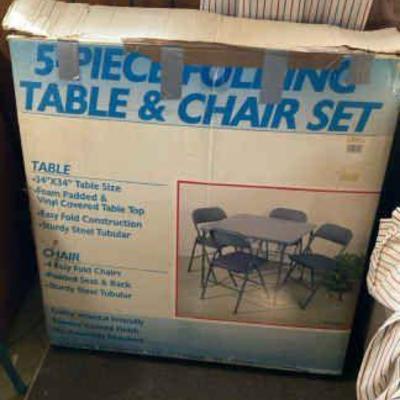 5-PIECE FOLDING
TABLE & CHAIR SET
TABLE
•34"X34" Table Size
•Foam Padded &
Vinyl Covered Table Top
•Easy Fold Construction
•Sturdy Steel Tubular
CHAIR
•4 Easy Fold Chairs
•Padded Seat & Back
•Sturdy Steel Tubular
Finish